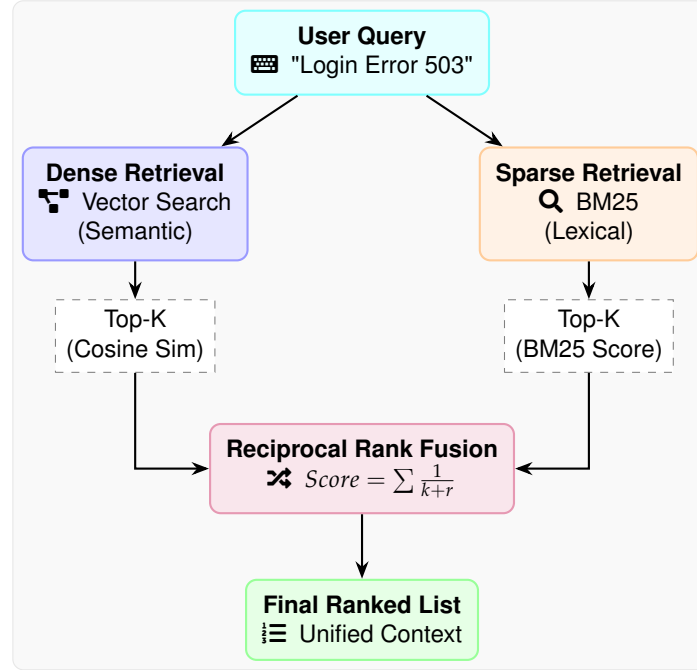 User Query
"Login Error 503"
Dense Retrieval
Vector Search
(Semantic)
Sparse Retrieval
BM25
(Lexical)
Top-K
(Cosine Sim)
Top-K
(BM25 Score)
Reciprocal Rank Fusion
Score = ∑ 1/(k+r)
Final Ranked List
Unified Context